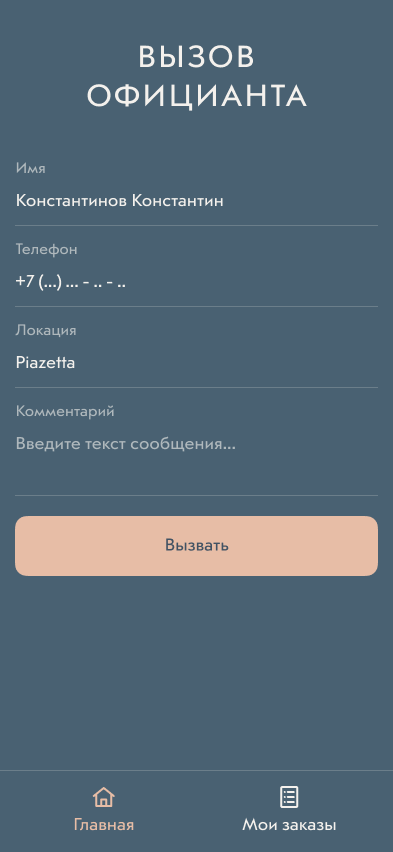 ВЫЗОВ
ОФИЦИАНТА
Имя
Константинов Константин
Телефон
+7 (...) ... - .. - ..
Локация
Piazetta
Комментарий
Введите текст сообщения...
Вызвать
Главная
Мои заказы